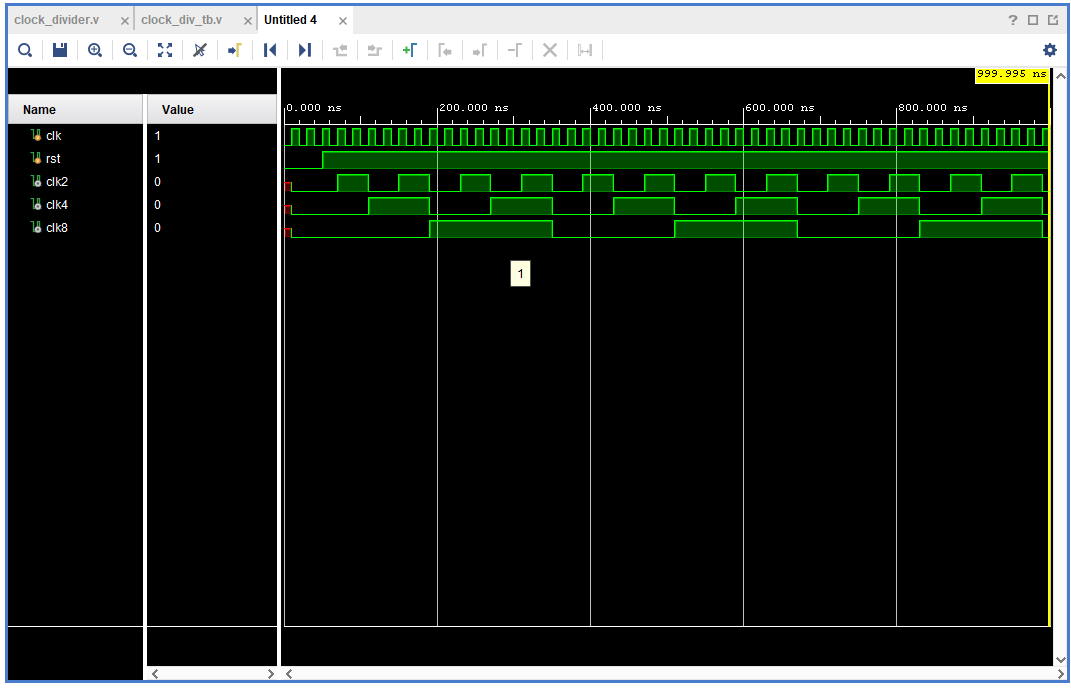 clock_divider.v × clock_div_tb.v × Untitled 4 × ?
999.995 ns
Name Value 0.000 ns 200.000 ns 400.000 ns 600.000 ns 800.000 ns
clk 1
rst 1
clk2 0
clk4 0
clk8 0
1